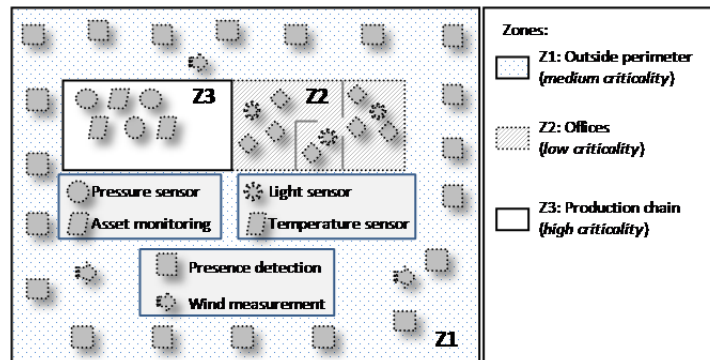 Z3
Z2
Pressure sensor
Asset monitoring
Light sensor
Temperature sensor
Presence detection
Wind measurement
Z1
Zones:
Z1: Outside perimeter
(medium criticality)
Z2: Offices
(low criticality)
Z3: Production chain
(high criticality)